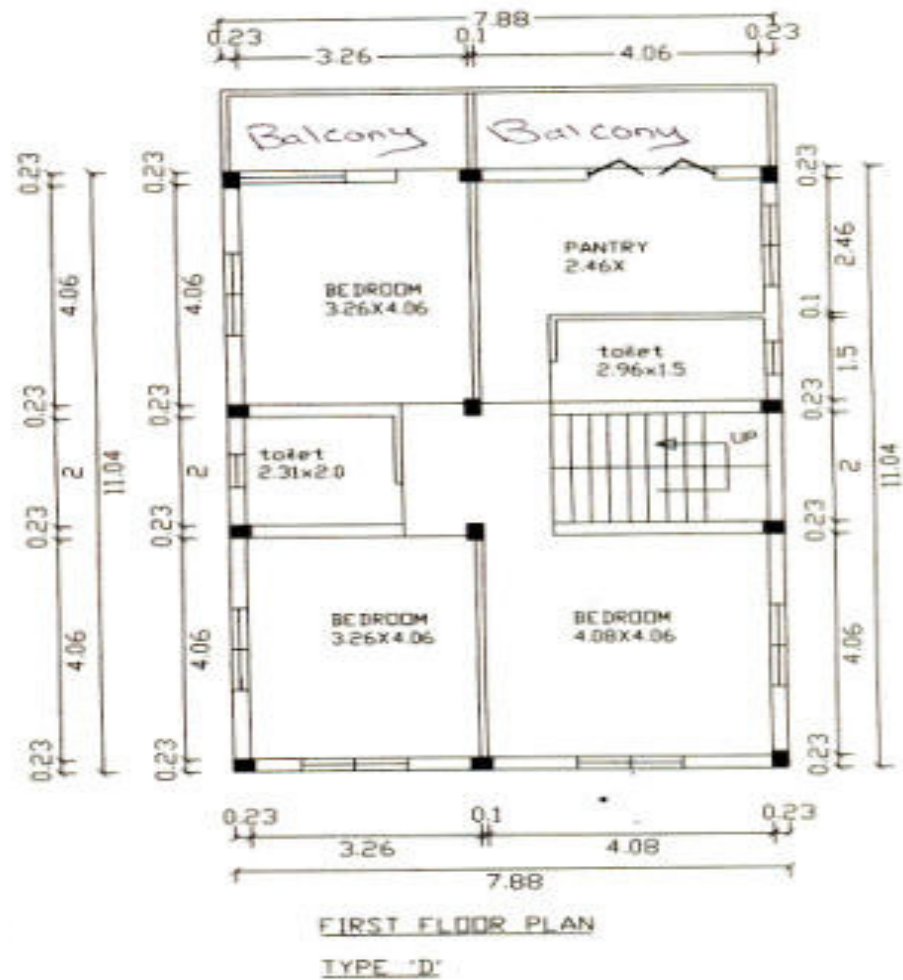 7.88
0.23 0.1 0.23
3.26 4.06
Balcony Balcony
0.23 0.23 0.23
PANTRY
2.46X
2.46
BEDROOM
3.26X4.06
4.06 4.06
0.1
toilet
2.96x1.5
1.5
0.23 0.23 0.23
UP
toilet
2.31x2.0
2 11.04 2 2 11.04
0.23 0.23 0.23
BEDROOM
3.26X4.06
BEDROOM
4.08X4.06
4.06 4.06 4.06
0.23 0.23 0.23
0.23 0.1 0.23
3.26 4.08
7.88
FIRST FLOOR PLAN
TYPE 'D'